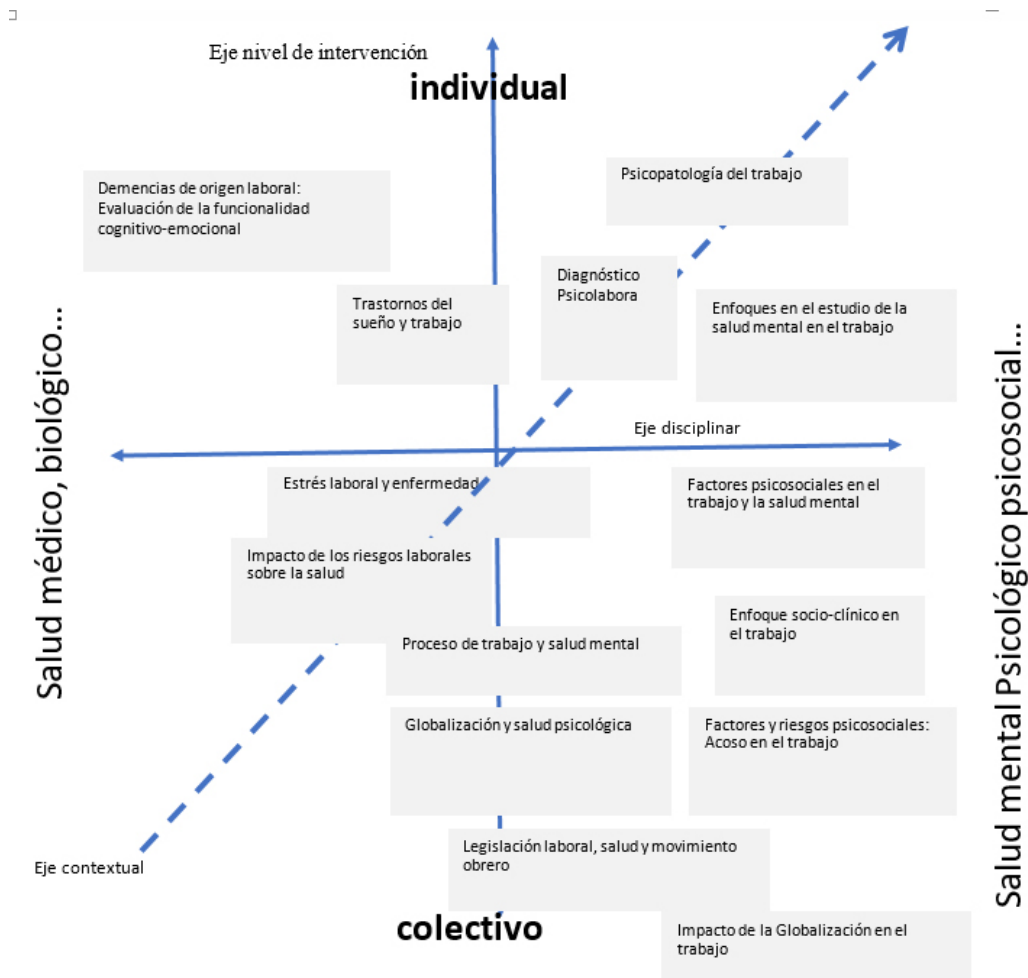 Eje nivel de intervención
individual
Psicopatología del trabajo
Demencias de origen laboral:
Evaluación de la funcionalidad
cognitivo-emocional
Diagnóstico
Psicolabora
Trastornos del
sueño y trabajo
Enfoques en el estudio de la
salud mental en el trabajo
Salud médico, biológico...
Salud mental Psicológico psicosocial...
Eje disciplinar
Estrés laboral y enfermedad
Factores psicosociales en el
trabajo y la salud mental
Impacto de los riesgos laborales
sobre la salud
Enfoque socio-clínico en
el trabajo
Proceso de trabajo y salud mental
Globalización y salud psicológica
Factores y riesgos psicosociales:
Acoso en el trabajo
Legislación laboral, salud y movimiento
obrero
Eje contextual
colectivo
Impacto de la Globalización en el
trabajo